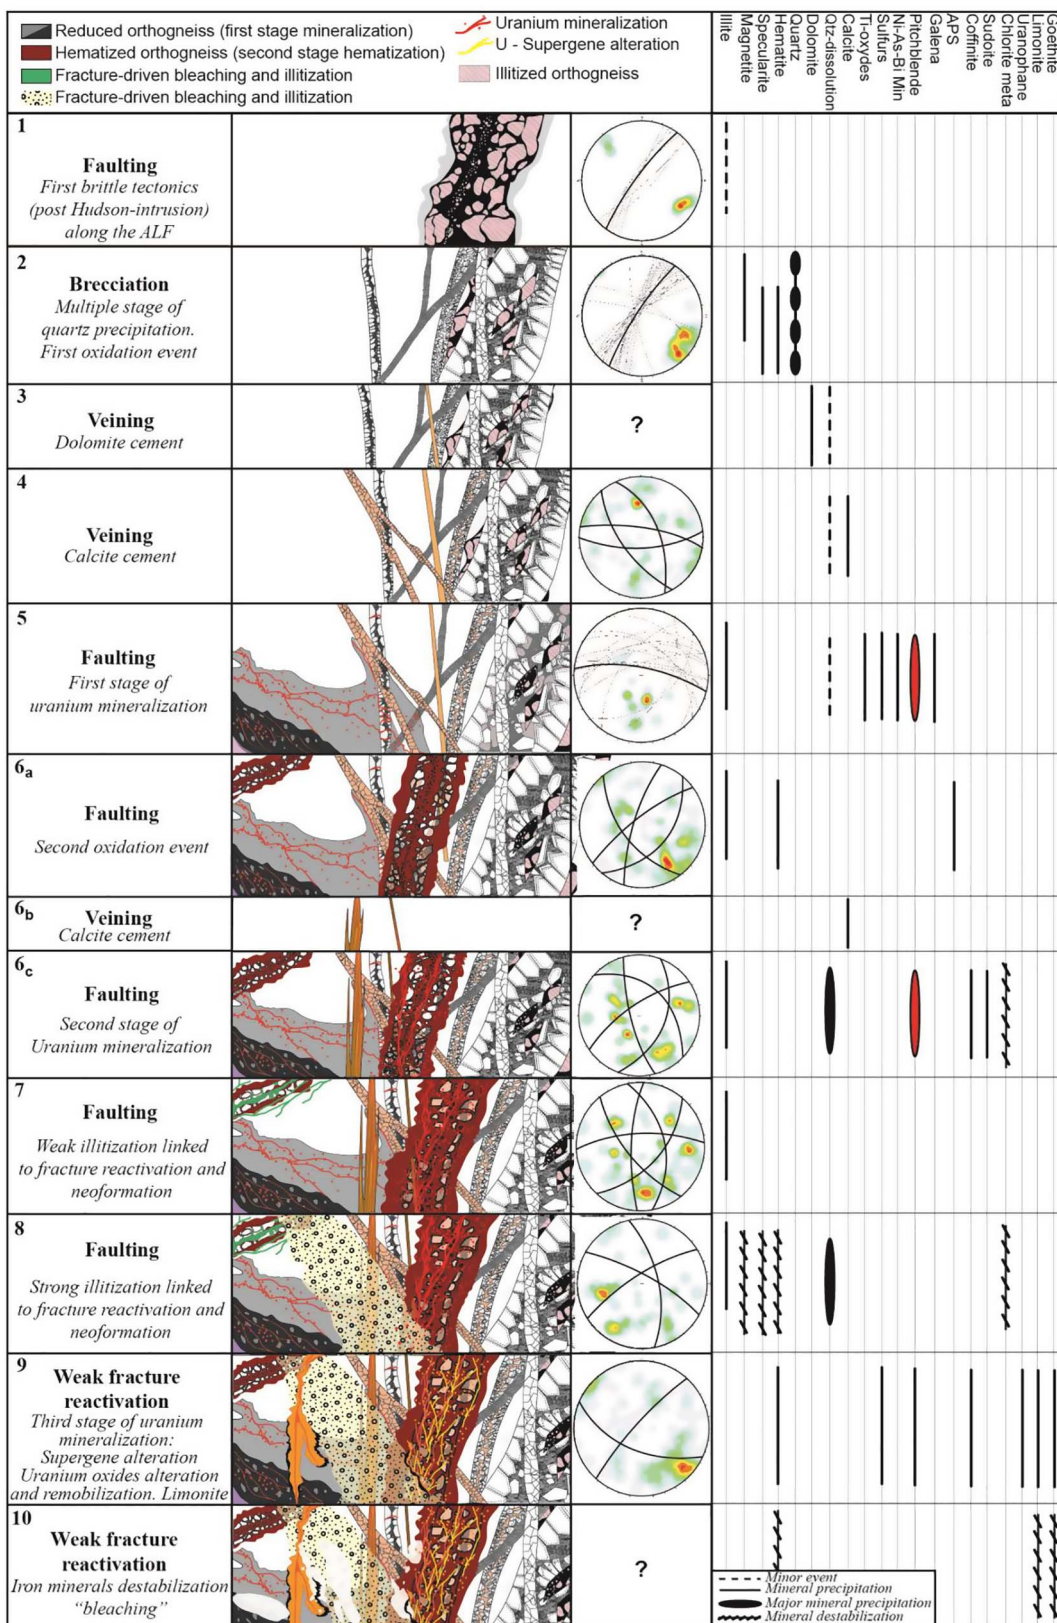 Reduced orthogneiss (first stage mineralization)
Hematized orthogneiss (second stage hematization)
Fracture-driven bleaching and illitization
Fracture-driven bleaching and illitization
Uranium mineralization
U - Supergene alteration
Illitized orthogneiss
Illite
Magnetite
Specularite
Hematite
Quartz
Dolomite
Qtz-dissolution
Calcite
Ti-oxydes
Sulfurs
Ni-As-Bi Min
Pitchblende
Galena
APS
Coffinite
Sudoite
Chlorite meta
Uranophane
Limonite
Goethite
1
Faulting
First brittle tectonics
(post Hudson-intrusion)
along the ALF
2
Brecciation
Multiple stage of
quartz precipitation.
First oxidation event
3
Veining
Dolomite cement
?
4
Veining
Calcite cement
5
Faulting
First stage of
uranium mineralization
6a
Faulting
Second oxidation event
6b
Veining
Calcite cement
?
6c
Faulting
Second stage of
Uranium mineralization
7
Faulting
Weak illitization linked
to fracture reactivation and
neoformation
8
Faulting
Strong illitization linked
to fracture reactivation and
neoformation
9
Weak fracture
reactivation
Third stage of uranium
mineralization:
Supergene alteration
Uranium oxides alteration
and remobilization. Limonite
10
Weak fracture
reactivation
Iron minerals destabilization
“bleaching”
?
Minor event
Mineral precipitation
Major mineral precipitation
Mineral destabilization